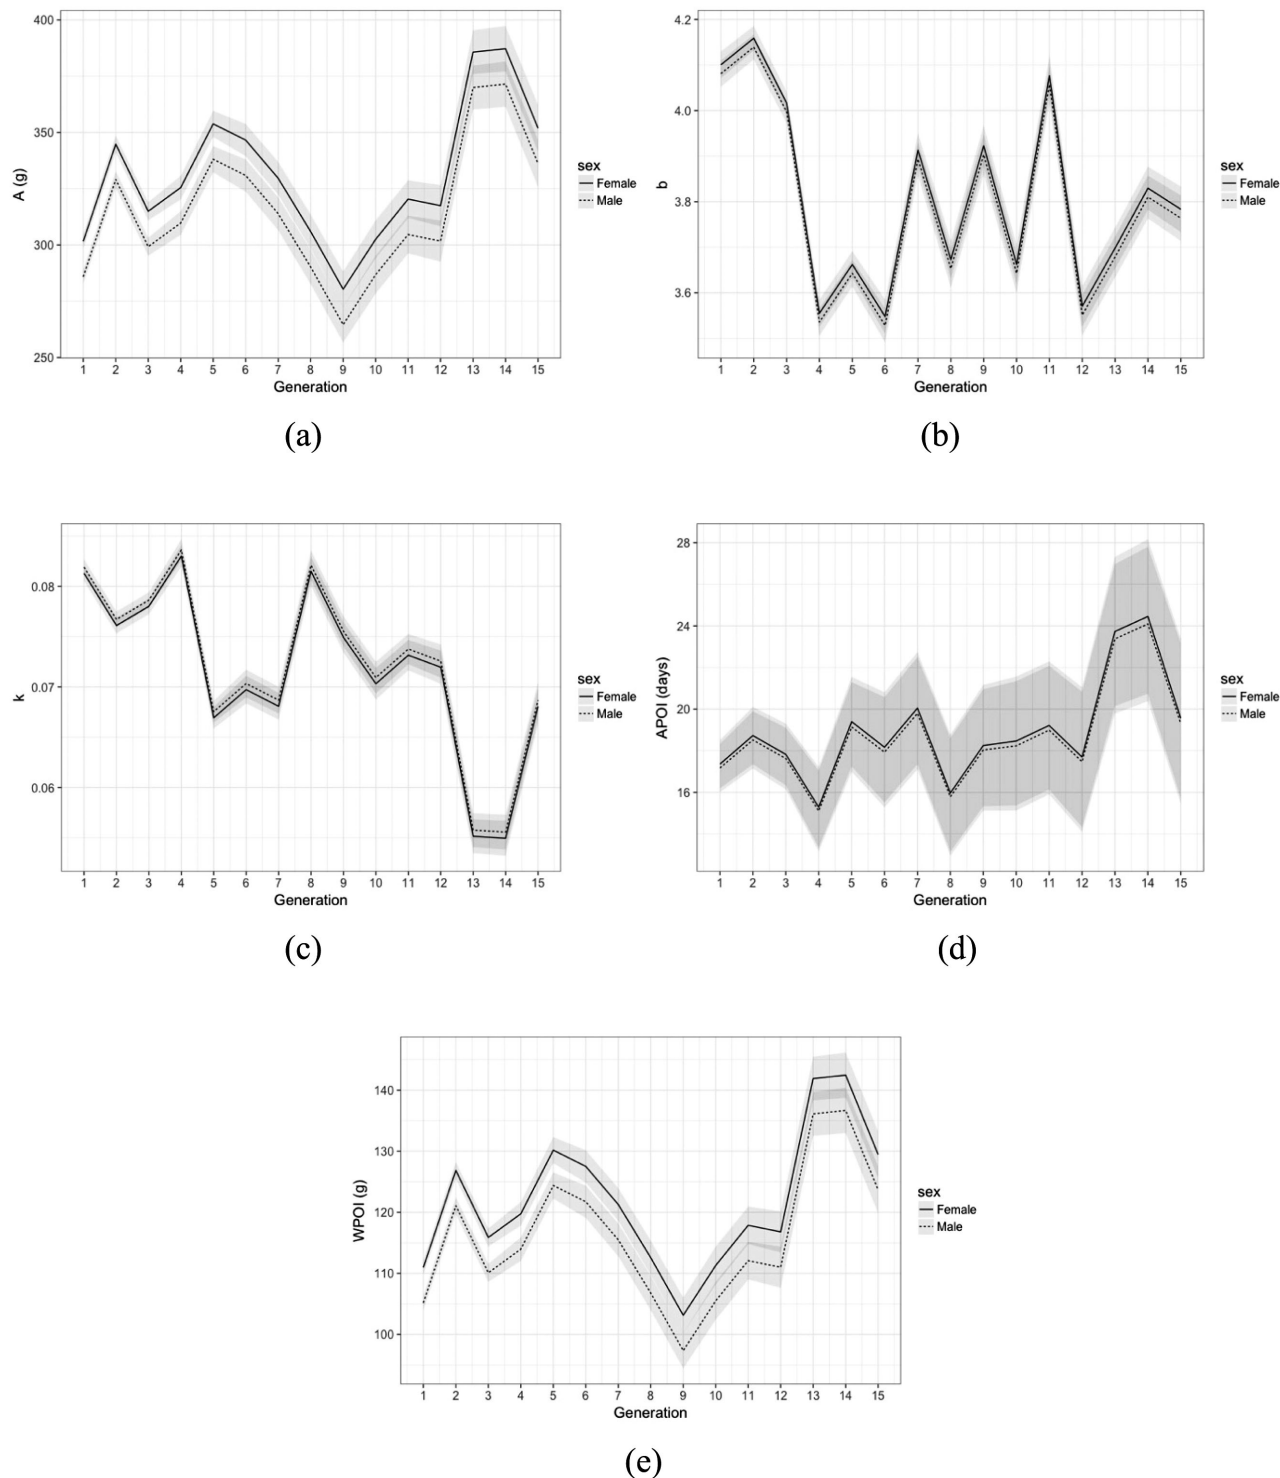 400
350
300
250
A (g)
1 2 3 4 5 6 7 8 9 10 11 12 13 14 15
Generation
sex
Female
Male
(a)
4.2
4.0
3.8
3.6
b
1 2 3 4 5 6 7 8 9 10 11 12 13 14 15
Generation
sex
Female
Male
(b)
0.08
0.07
0.06
k
1 2 3 4 5 6 7 8 9 10 11 12 13 14 15
Generation
sex
Female
Male
(c)
28
24
20
16
APOI (days)
1 2 3 4 5 6 7 8 9 10 11 12 13 14 15
Generation
sex
Female
Male
(d)
140
130
120
110
100
WPOI (g)
1 2 3 4 5 6 7 8 9 10 11 12 13 14 15
Generation
sex
Female
Male
(e)